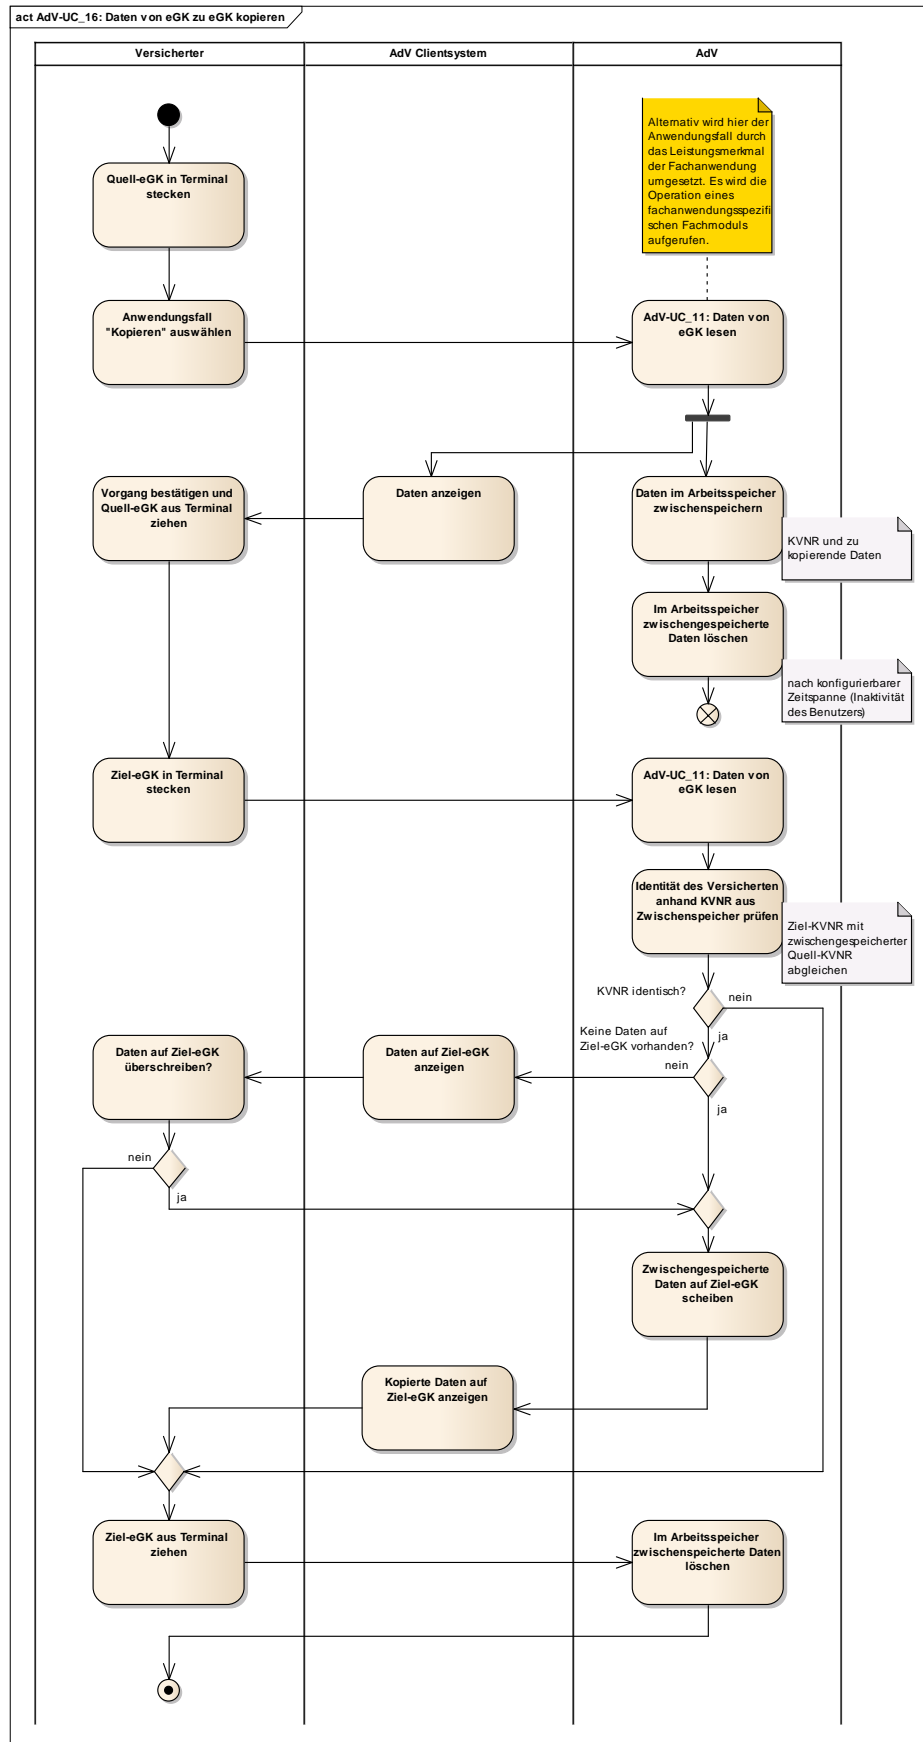 act AdV-UC_16: Daten von eGK zu eGK kopieren
Versicherter
AdV Clientsystem
AdV
Alternativ wird hier der
Anwendungsfall durch
das Leistungsmerkmal
der Fachanwendung
umgesetzt. Es wird die
Operation eines
fachanwendungsspezifi
schen Fachmoduls
aufgerufen.
Quell-eGK in Terminal
stecken
Anwendungsfall
"Kopieren" auswählen
AdV-UC_11: Daten von
eGK lesen
Vorgang bestätigen und
Quell-eGK aus Terminal
ziehen
Daten anzeigen
Daten im Arbeitsspeicher
zwischenspeichern
KVNR und zu
kopierende Daten
Im Arbeitsspeicher
zwischengespeicherte
Daten löschen
nach konfigurierbarer
Zeitspanne (Inaktivität
des Benutzers)
Ziel-eGK in Terminal
stecken
AdV-UC_11: Daten von
eGK lesen
Identität des Versicherten
anhand KVNR aus
Zwischenspeicher prüfen
Ziel-KVNR mit
zwischengespeicherter
Quell-KVNR
abgleichen
KVNR identisch?
nein
ja
Keine Daten auf
Ziel-eGK vorhanden?
nein
ja
Daten auf Ziel-eGK
anzeigen
Daten auf Ziel-eGK
überschreiben?
nein
ja
Zwischengespeicherte
Daten auf Ziel-eGK
scheiben
Kopierte Daten auf
Ziel-eGK anzeigen
Ziel-eGK aus Terminal
ziehen
Im Arbeitsspeicher
zwischenspeicherte Daten
löschen